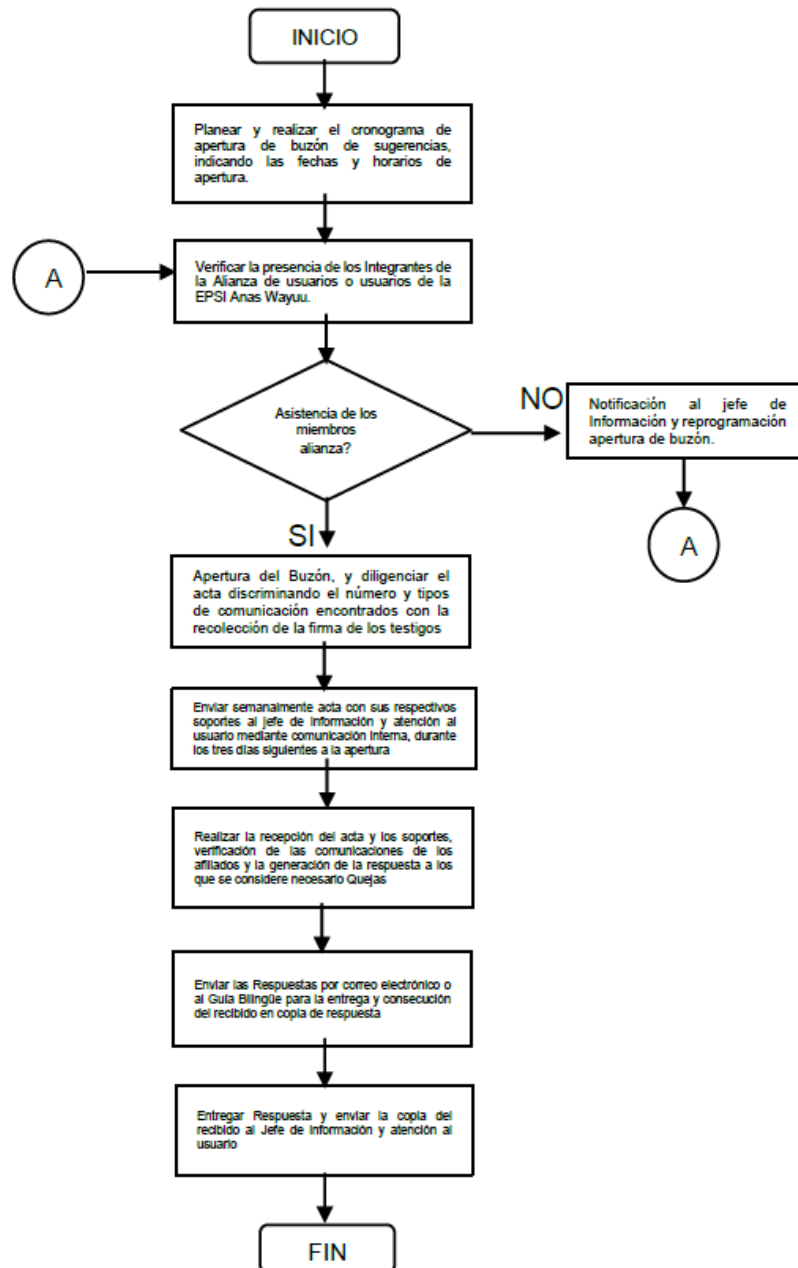 INICIO
Planear y realizar el cronograma de
apertura de buzón de sugerencias,
indicando las fechas y horarios de
apertura.
A
Verificar la presencia de los Integrantes de
la Alianza de usuarios o usuarios de la
EPSI Anas Wayuu.
Asistencia de los
miembros
alianza?
NO
Notificación al jefe de
Información y reprogramación
apertura de buzón.
A
SI
Apertura del Buzón, y diligenciar el
acta discriminando el número y tipos
de comunicación encontrados con la
recolección de la firma de los testigos
Enviar semanalmente acta con sus respectivos
soportes al jefe de información y atención al
usuario mediante comunicación interna, durante
los tres días siguientes a la apertura
Realizar la recepción del acta y los soportes,
verificación de las comunicaciones de los
afiliados y la generación de la respuesta a los
que se considere necesario Quejas
Enviar las Respuestas por correo electrónico o
al Guía Bilingüe para la entrega y consecución
del recibido en copia de respuesta
Entregar Respuesta y enviar la copia del
recibido al Jefe de información y atención al
usuario
FIN